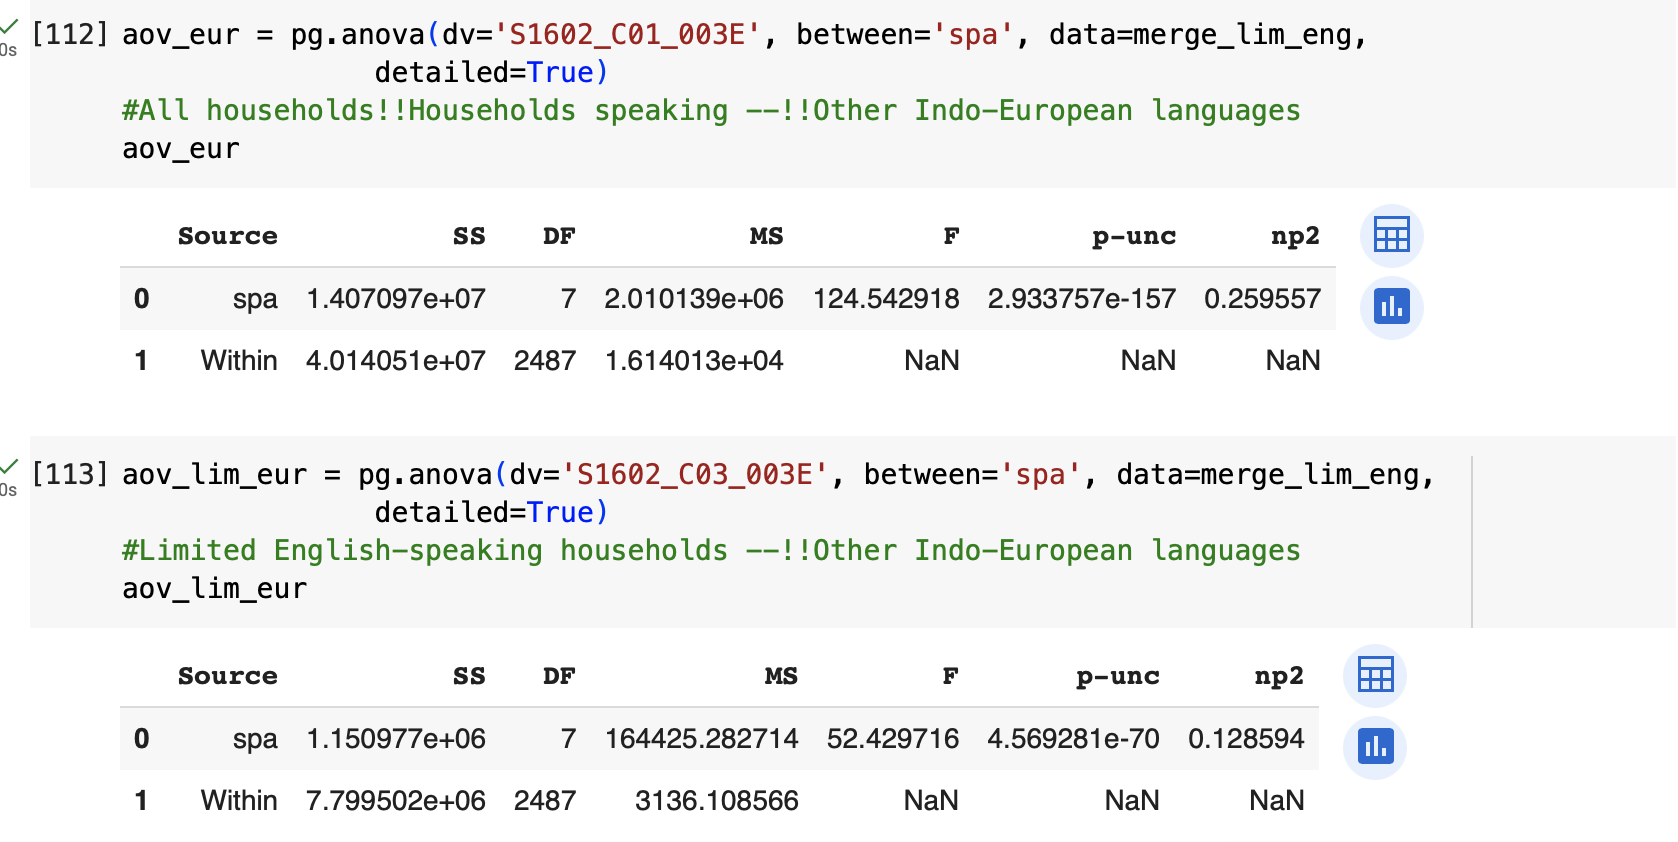 [112] aov_eur = pg.anova(dv='S1602_C01_003E', between='spa', data=merge_lim_eng,
0s
detailed=True)
#All households!!Households speaking --!!Other Indo-European languages
aov_eur
Source SS DF MS F p-unc np2
0 spa 1.407097e+07 7 2.010139e+06 124.542918 2.933757e-157 0.259557
1 Within 4.014051e+07 2487 1.614013e+04 NaN NaN NaN
[113] aov_lim_eur = pg.anova(dv='S1602_C03_003E', between='spa', data=merge_lim_eng,
0s
detailed=True)
#Limited English-speaking households --!!Other Indo-European languages
aov_lim_eur
Source SS DF MS F p-unc np2
0 spa 1.150977e+06 7 164425.282714 52.429716 4.569281e-70 0.128594
1 Within 7.799502e+06 2487 3136.108566 NaN NaN NaN